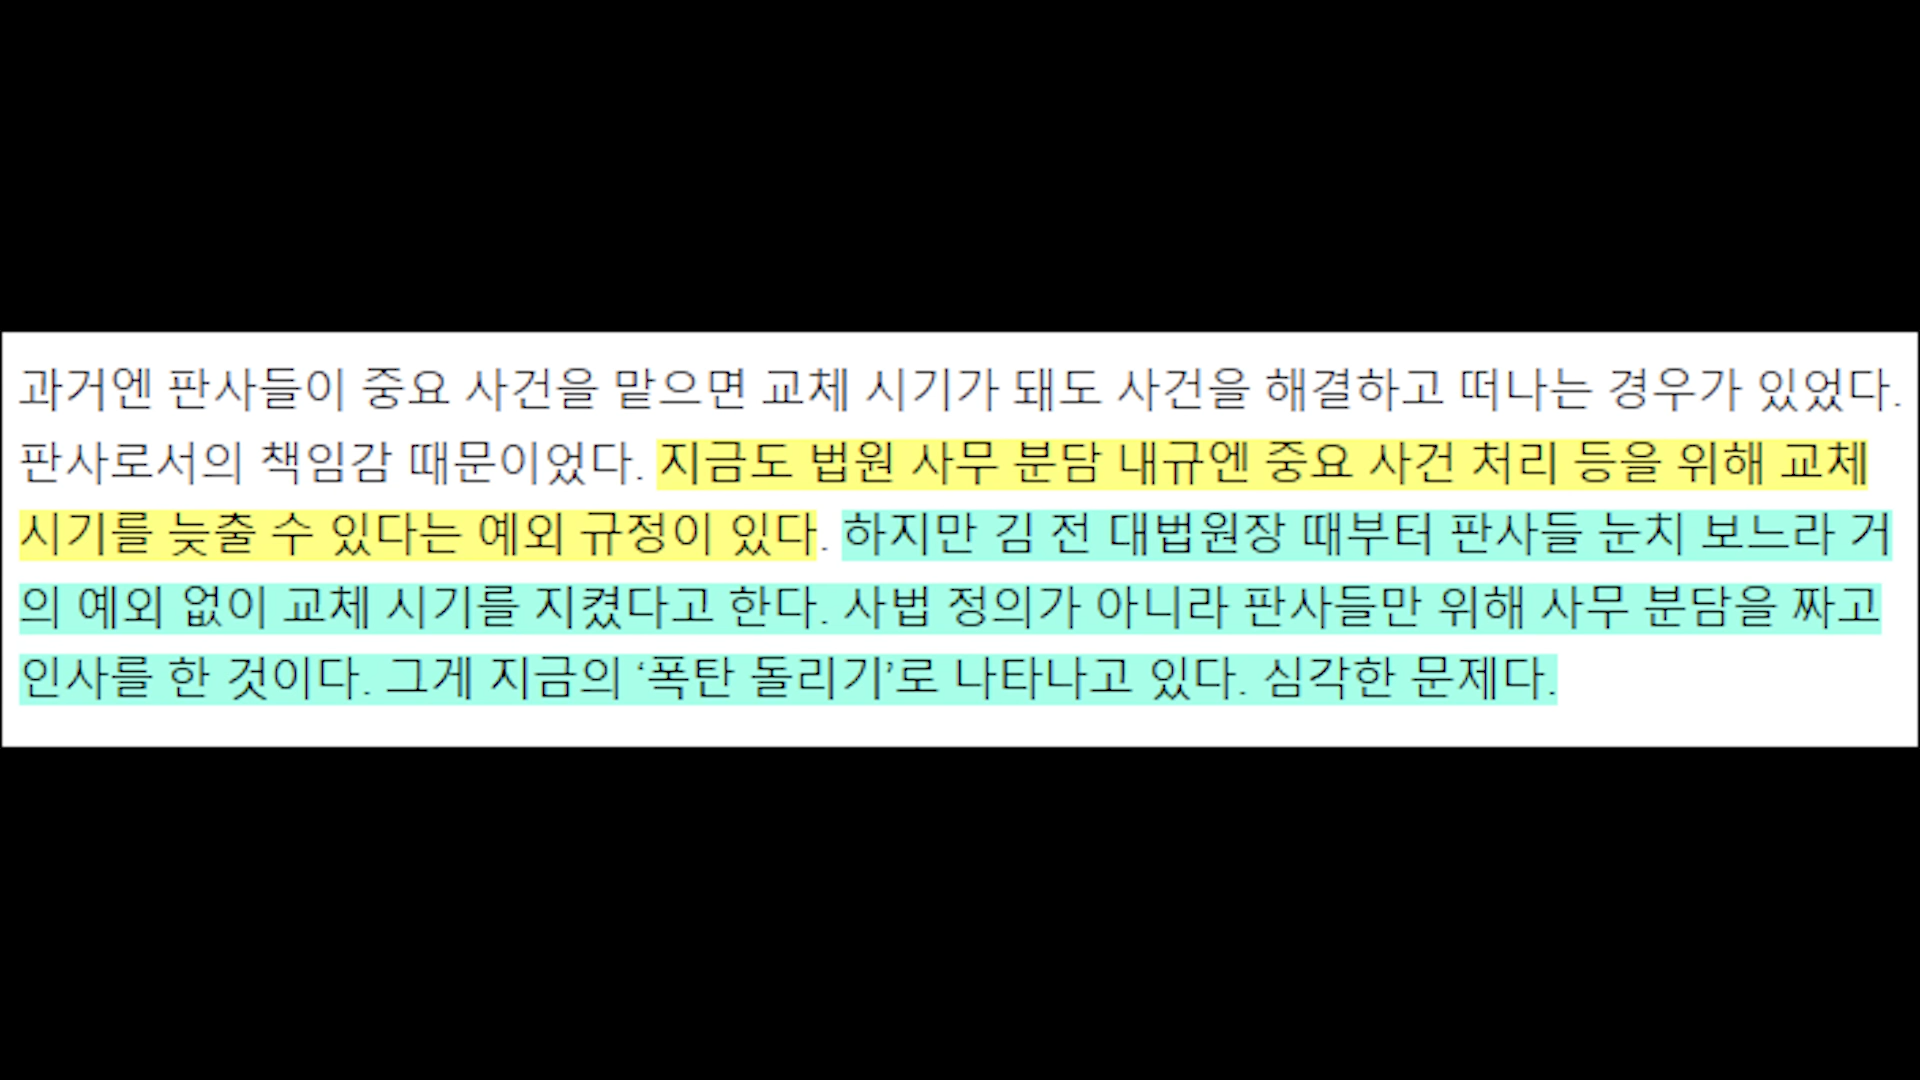 과거엔 판사들이 중요 사건을 맡으면 교체 시기가 돼도 사건을 해결하고 떠나는 경우가 있었다.
판사로서의 책임감 때문이었다. 지금도 법원 사무 분담 내규엔 중요 사건 처리 등을 위해 교체
시기를 늦출 수 있다는 예외 규정이 있다. 하지만 김 전 대법원장 때부터 판사들 눈치 보느라 거
의 예외 없이 교체 시기를 지켰다고 한다. 사법 정의가 아니라 판사들만 위해 사무 분담을 짜고
인사를 한 것이다. 그게 지금의 ‘폭탄 돌리기’로 나타나고 있다. 심각한 문제다.